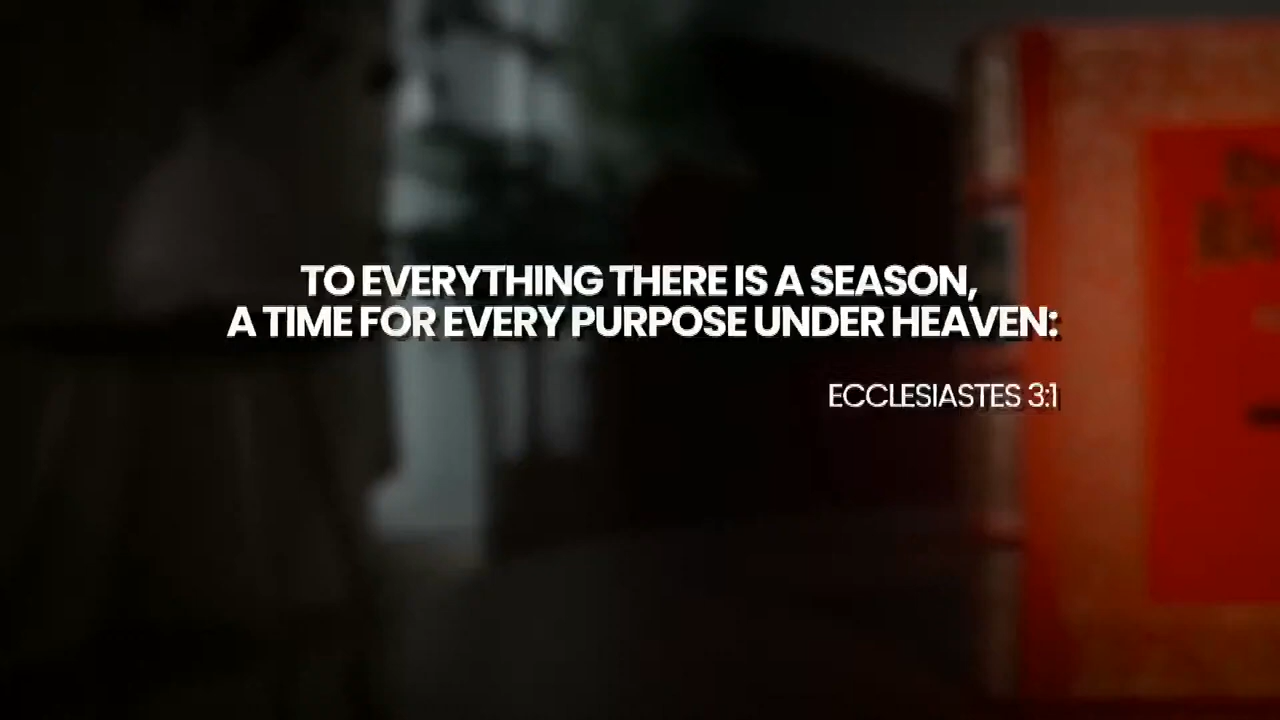 TO EVERYTHING THERE IS A SEASON,
A TIME FOR EVERY PURPOSE UNDER HEAVEN:
ECCLESIASTES 3:1